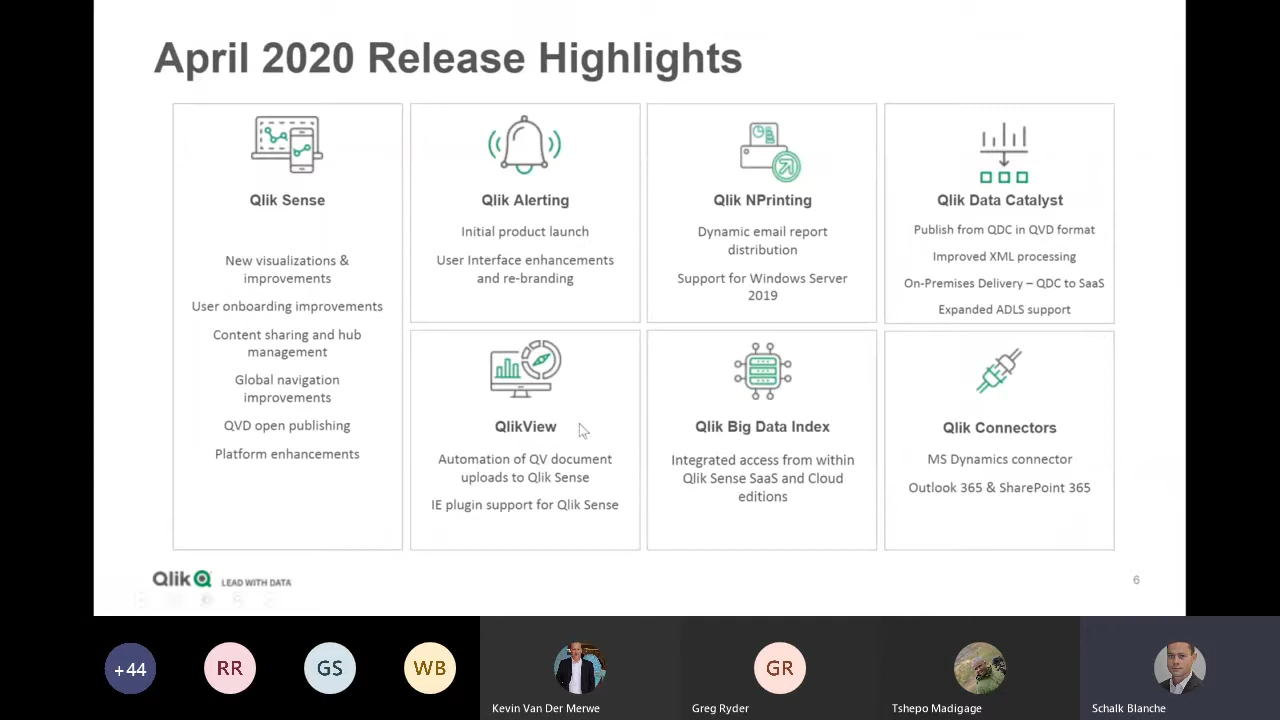 April 2020 Release Highlights
Qlik Sense
New visualizations &
improvements
User onboarding improvements
Content sharing and hub
management
Global navigation
improvements
QVD open publishing
Platform enhancements
Qlik Alerting
Initial product launch
User Interface enhancements
and re-branding
Qlik NPrinting
Dynamic email report
distribution
Support for Windows Server
2019
Qlik Data Catalyst
Publish from QDC in QVD format
Improved XML processing
On-Premises Delivery – QDC to SaaS
Expanded ADLS support
QlikView
Automation of QV document
uploads to Qlik Sense
IE plugin support for Qlik Sense
Qlik Big Data Index
Integrated access from within
Qlik Sense SaaS and Cloud
editions
Qlik Connectors
MS Dynamics connector
Outlook 365 & SharePoint 365
Qlik LEAD WITH DATA
6
+44
RR
GS
WB
GR
Kevin Van Der Merwe
Greg Ryder
Tshepo Madigage
Schalk Blanche